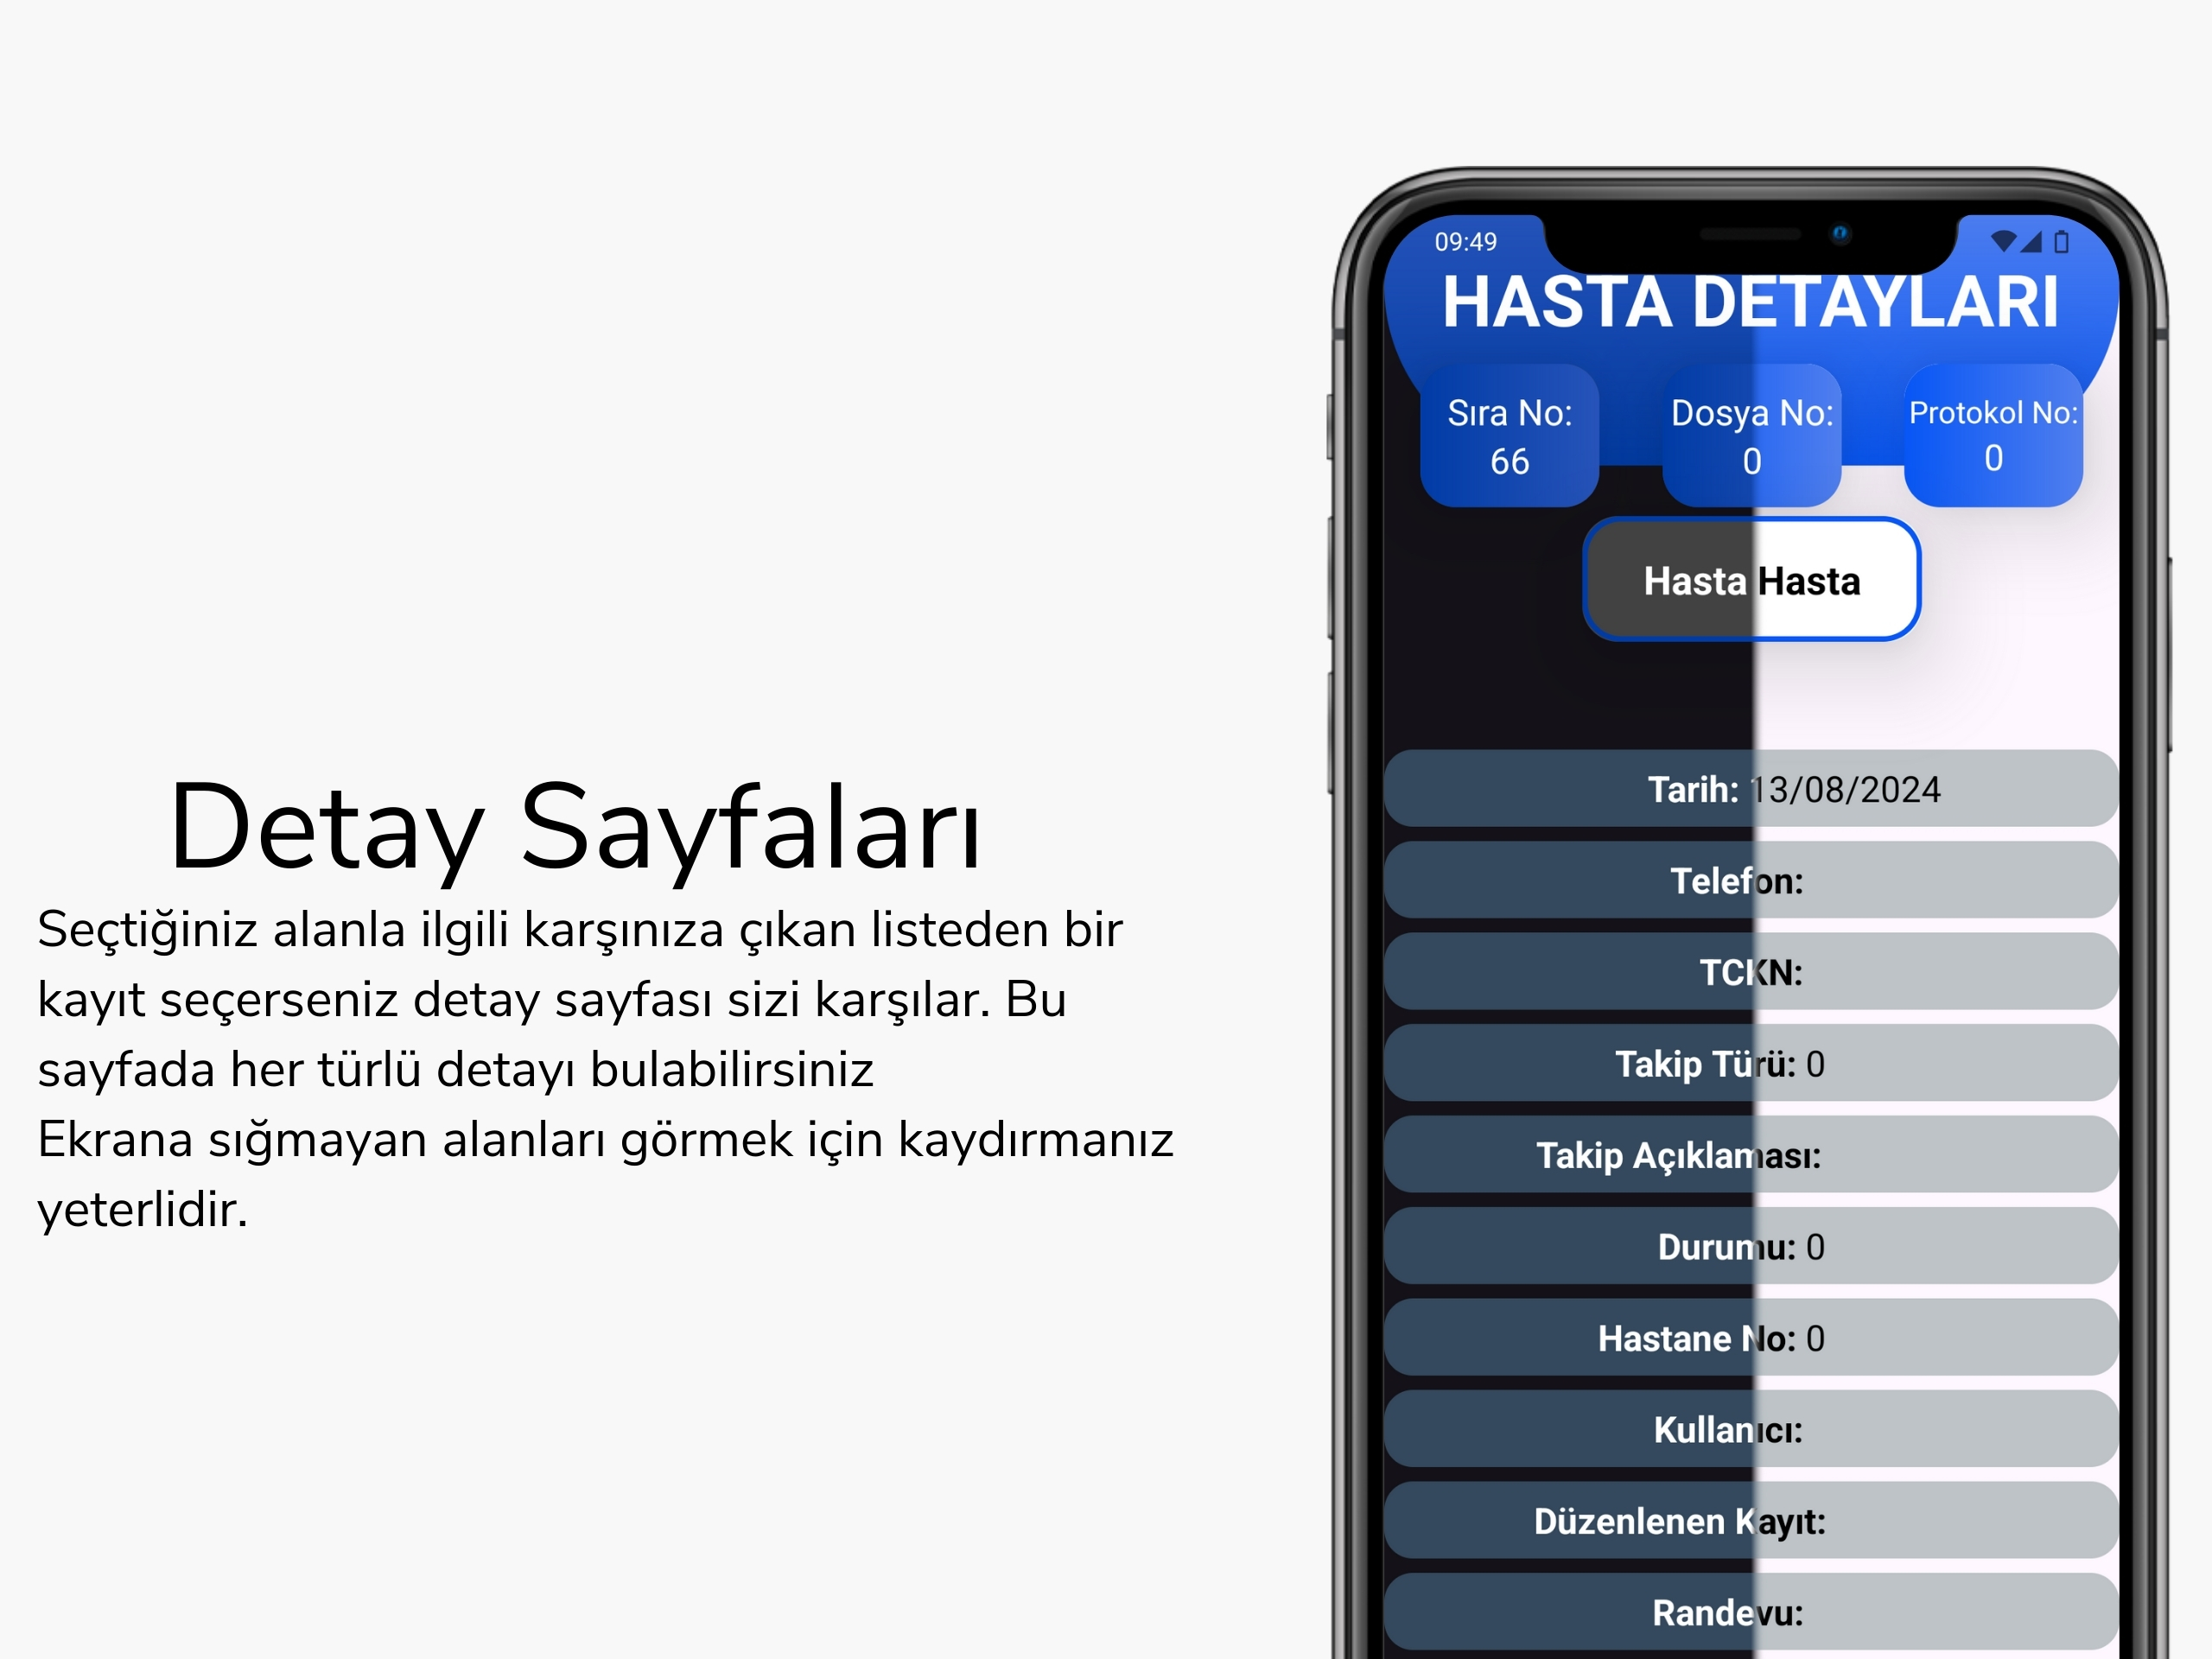 Detay Sayfaları
Seçtiğiniz alanla ilgili karşınıza çıkan listeden bir
kayıt seçerseniz detay sayfası sizi karşılar. Bu
sayfada her türlü detayı bulabilirsiniz
Ekrana sığmayan alanları görmek için kaydırmanız
yeterlidir.
09:49
HASTA DETAYLARI
Sıra No:
66
Dosya No:
0
Protokol No:
0
Hasta Hasta
Tarih: 13/08/2024
Telefon:
TCKN:
Takip Türü: 0
Takip Açıklaması:
Durumu: 0
Hastane No: 0
Kullanıcı:
Düzenlenen Kayıt:
Randevu: